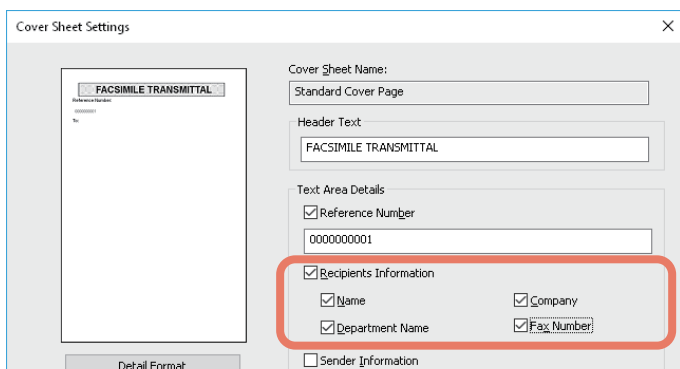 Cover Sheet Settings
Cover Sheet Name:
Standard Cover Page
Header Text
FACSIMILE TRANSMITTAL
Text Area Details
Reference Number
0000000001
Recipients Information
Name
Company
Department Name
Fax Number
Sender Information
FACSIMILE TRANSMITTAL
Reference Number:
0000000001
To:
Detail Format